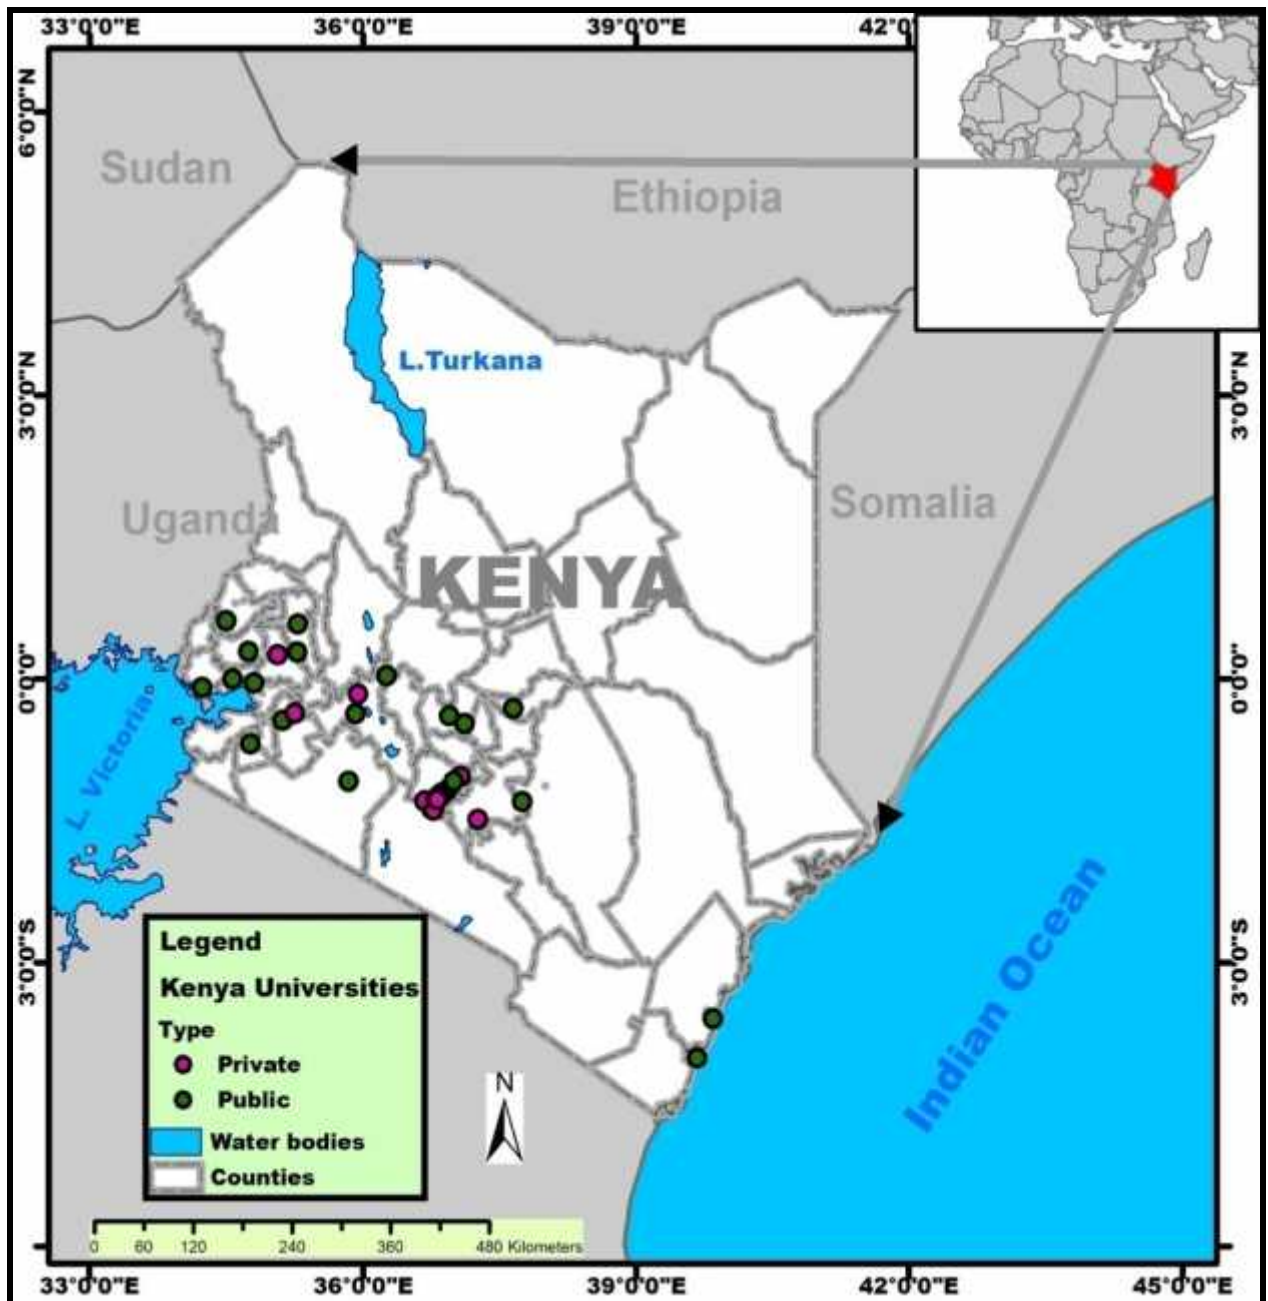 33°0'0"E 36°0'0"E 39°0'0"E 42°0
6°0'0"N
Sudan
Ethiopia
L.Turkana
3°0'0"N
3°0'0"N
Somalia
Uganda
KENYA
0°0'0"
0°0'0"
L. Victoria
Indian Ocean
3°0'0"S
3°0'0"S
Legend
Kenya Universities
Type
Private
Public
Water bodies
Counties
N
0 60 120 240 360 480 Kilometers
33°0'0"E 36°0'0"E 39°0'0"E 42°0'0"E 45°0'0"E